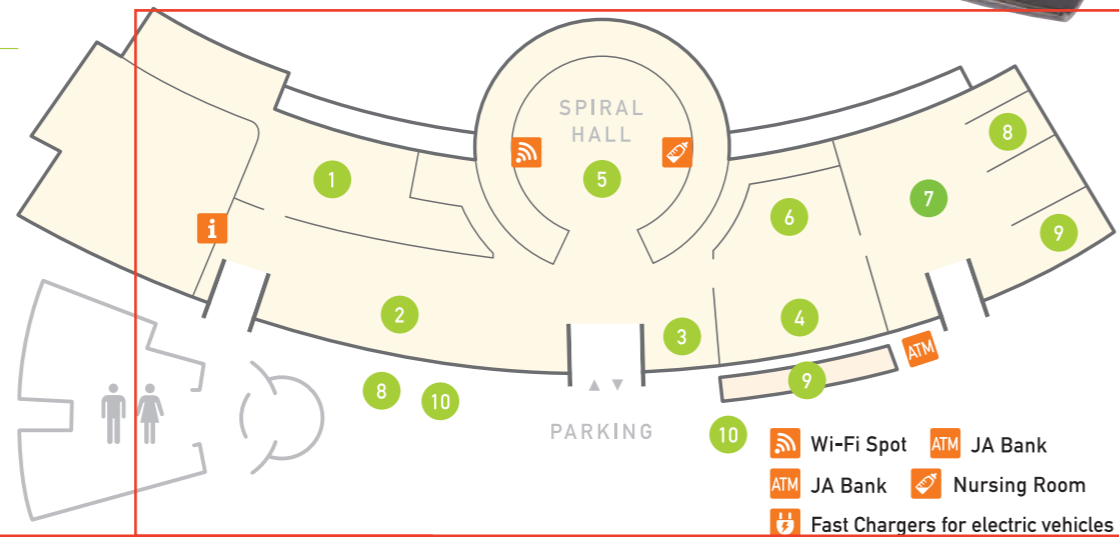 SPIRAL
HALL
8
1
5
7
6
i
9
2
4
3
ATM
9
8
10
▲ ▼
PARKING
10
Wi-Fi Spot ATM JA Bank
ATM JA Bank Nursing Room
Fast Chargers for electric vehicles